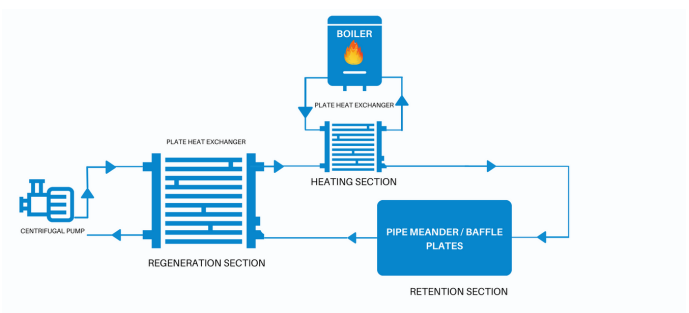 BOILER
PLATE HEAT EXCHANGER
PLATE HEAT EXCHANGER
HEATING SECTION
CENTRIFUGAL PUMP
PIPE MEANDER / BAFFLE
PLATES
REGENERATION SECTION
RETENTION SECTION